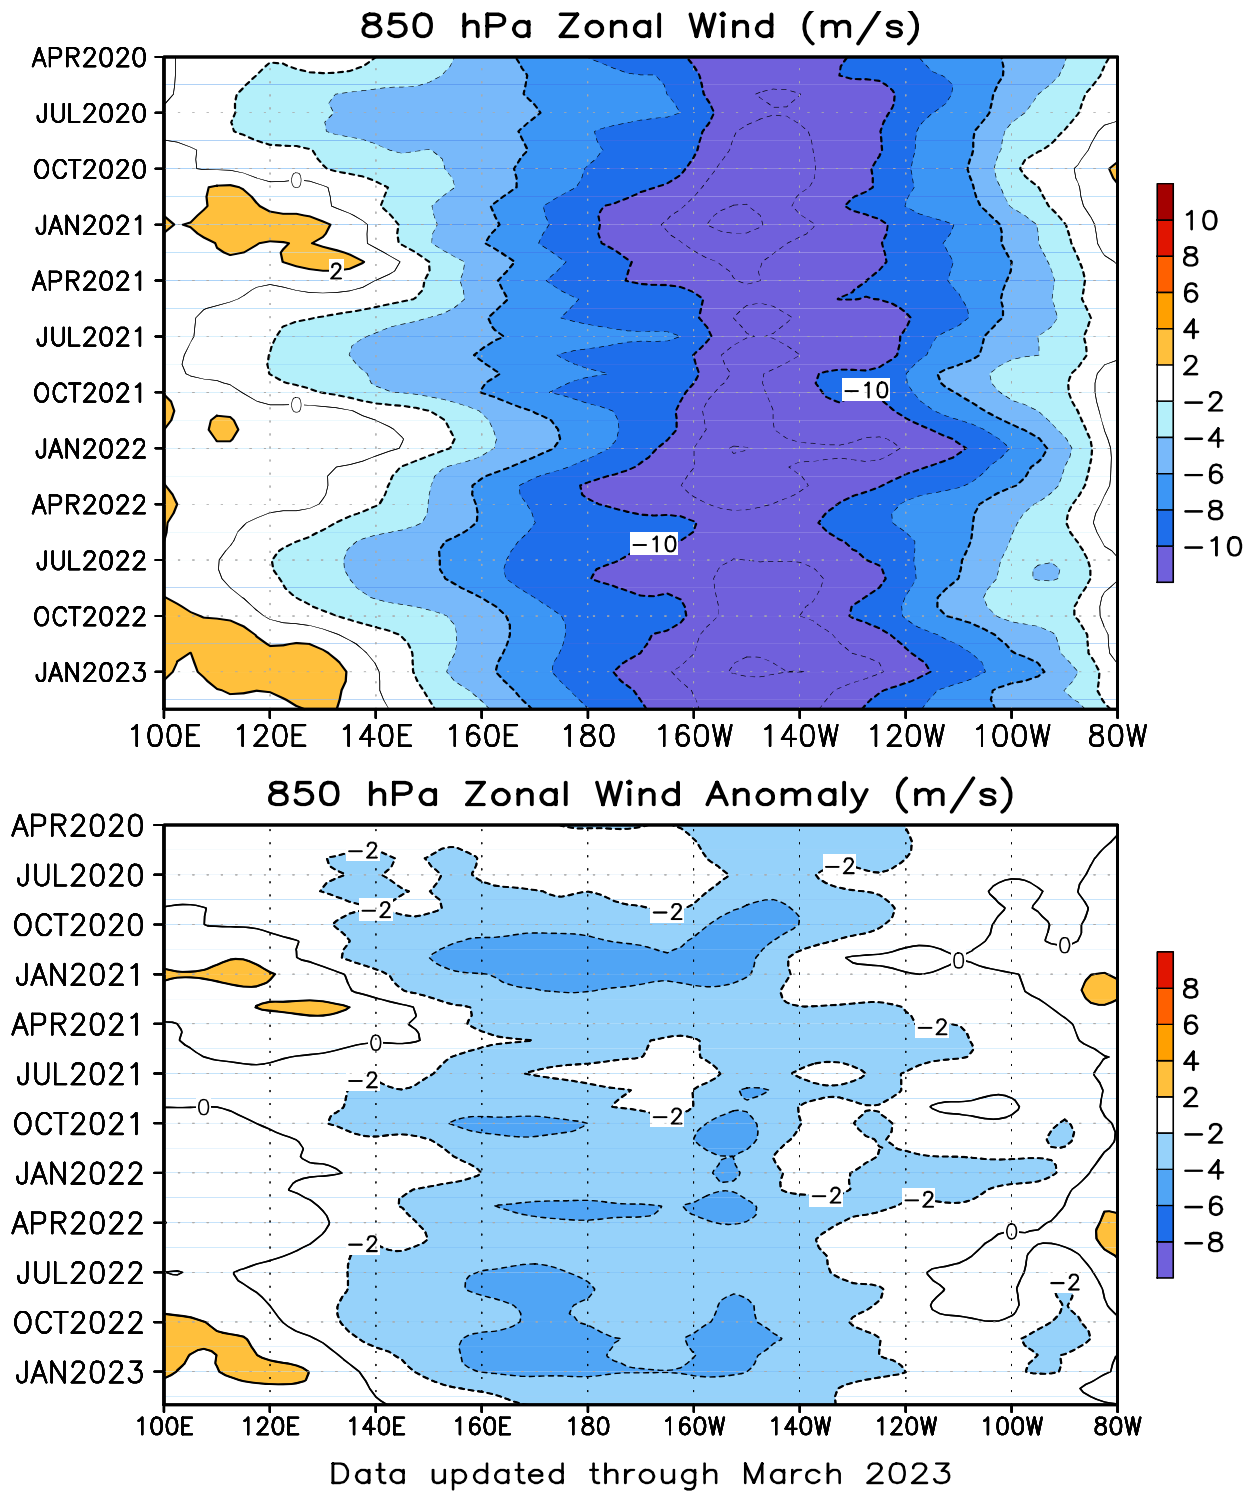 850 hPa Zonal Wind (m/s)
APR2020
JUL2020
OCT2020
JAN2021
APR2021
JUL2021
OCT2021
JAN2022
APR2022
JUL2022
OCT2022
JAN2023
0
2
0
−10
−10
100E 120E 140E 160E 180 160W 140W 120W 100W 80W
10
8
6
4
2
−2
−4
−6
−8
−10
850 hPa Zonal Wind Anomaly (m/s)
APR2020
JUL2020
OCT2020
JAN2021
APR2021
JUL2021
OCT2021
JAN2022
APR2022
JUL2022
OCT2022
JAN2023
−2
−2
−2 −2
0
0
−2
0
−2
0
−2
−2 −2
0
−2
−2
100E 120E 140E 160E 180 160W 140W 120W 100W 80W
8
6
4
2
−2
−4
−6
−8
Data updated through March 2023